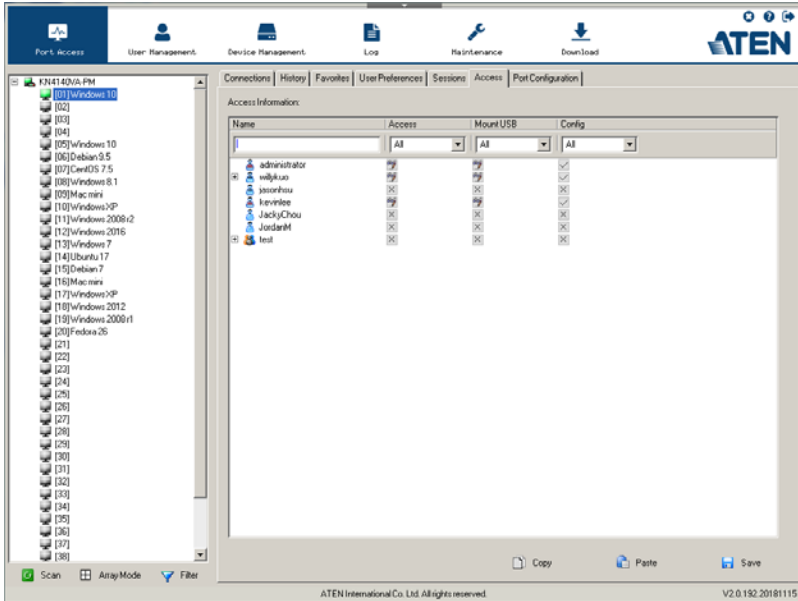 Port Access
User Management
Device Management
Log
Maintenance
Download
ATEN
KN4140VA-PM
[01]Windows 10
[02]
[03]
[04]
[05]Windows 10
[06]Debian 9.5
[07]CentOS 7.5
[08]Windows 8.1
[09]Mac mini
[10]WindowsXP
[11]Windows 2008 r2
[12]Windows 2016
[13]Windows 7
[14]Ubuntu 17
[15]Debian 7
[16]Mac mini
[17]WindowsXP
[18]Windows 2012
[19]Windows 2008 r1
[20]Fedora 26
[21]
[22]
[23]
[24]
[25]
[26]
[27]
[28]
[29]
[30]
[31]
[32]
[33]
[34]
[35]
[36]
[37]
[38]
Scan Array Mode Filter
Connections History Favorites User Preferences Sessions Access Port Configuration
Access Information:
Name Access Mount USB Config
All All All
administrator
willykuo
jasonhsu
kevinlee
JackyChou
JordanM
test
Copy Paste Save
ATEN International Co. Ltd. All rights reserved.
V2.0.192.20181115